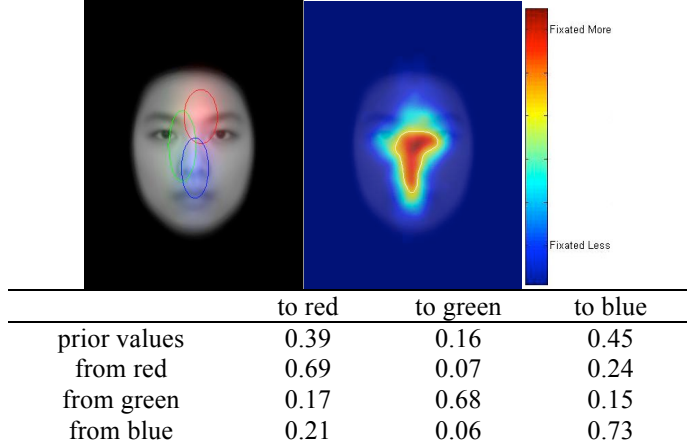 Fixated More
Fixated Less
to red to green to blue
prior values 0.39 0.16 0.45
from red 0.69 0.07 0.24
from green 0.17 0.68 0.15
from blue 0.21 0.06 0.73